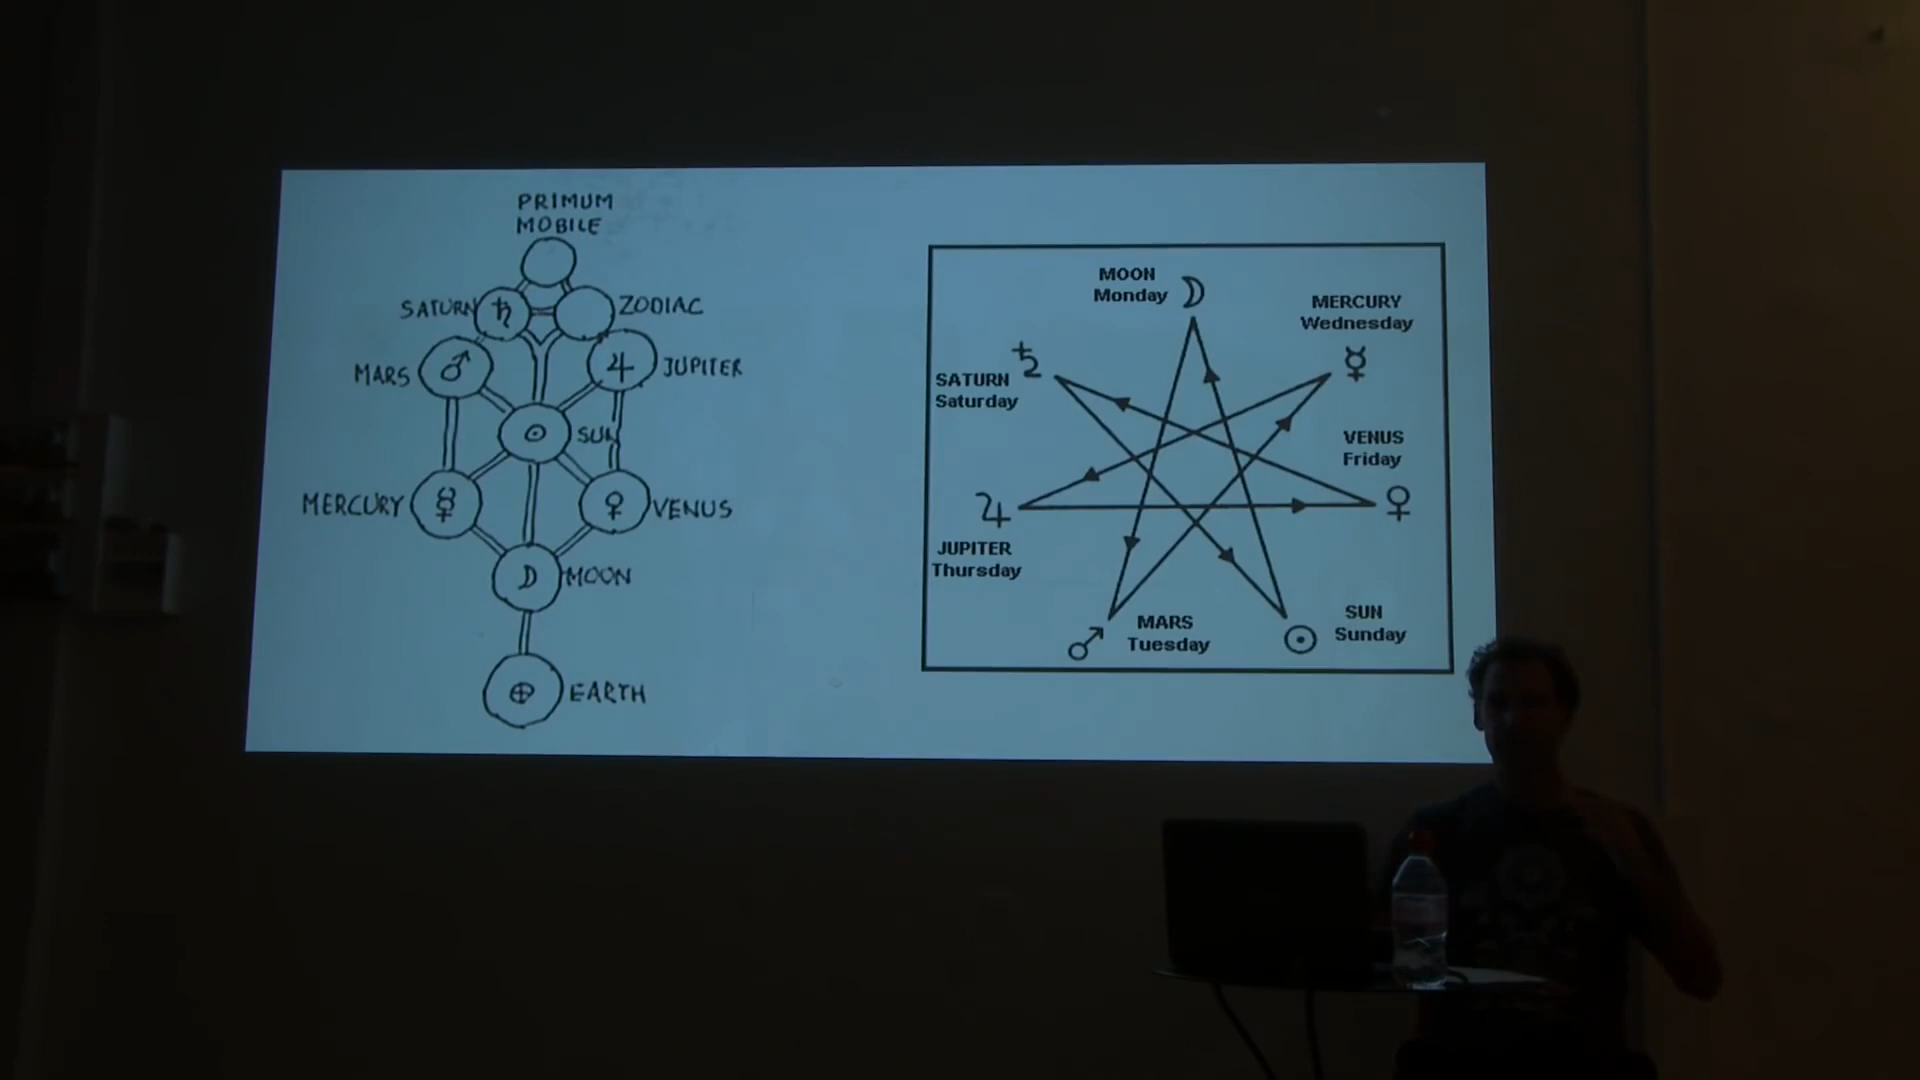 PRIMUM
MOBILE
SATURN
ZODIAC
MARS
JUPITER
SUN
MERCURY
VENUS
MOON
EARTH
MOON
Monday
MERCURY
Wednesday
SATURN
Saturday
VENUS
Friday
JUPITER
Thursday
MARS
Tuesday
SUN
Sunday